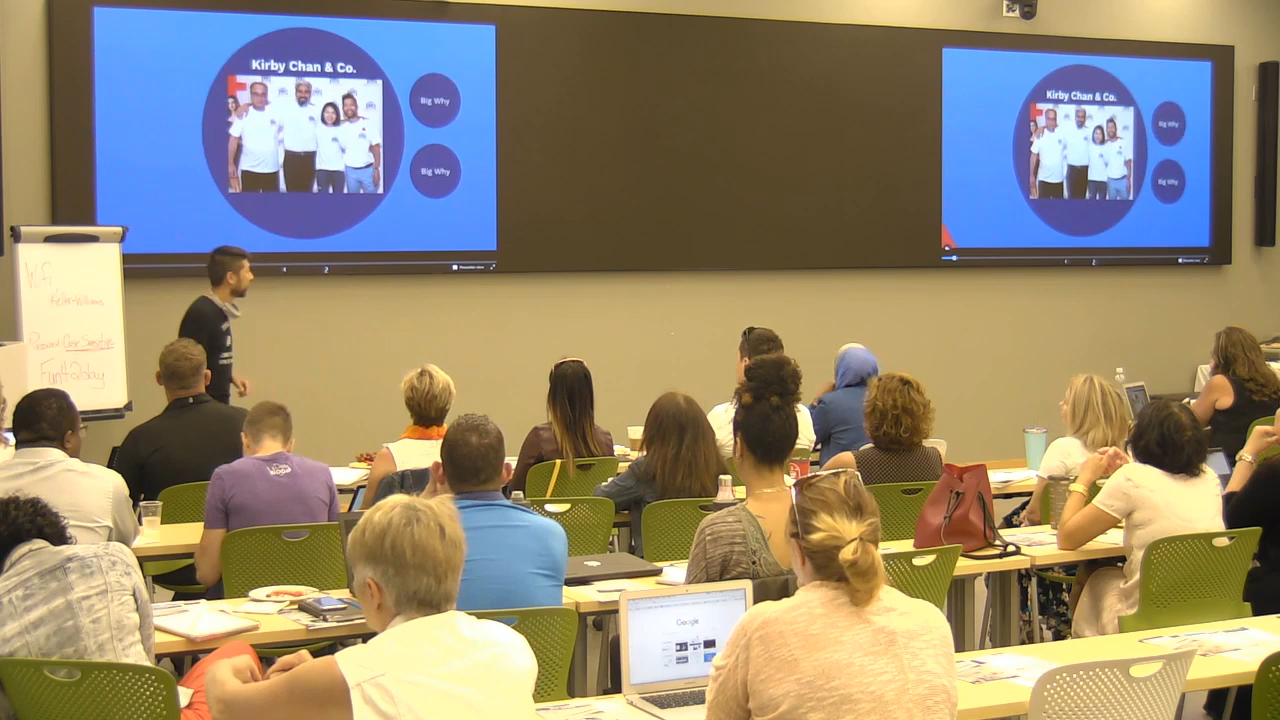 Kirby Chan & Co.
Big Why
Big Why
Kirby Chan & Co.
Big Why
Big Why
Wifi
Keller-Williams
Password: Case Sensitive
Fun42day
Google